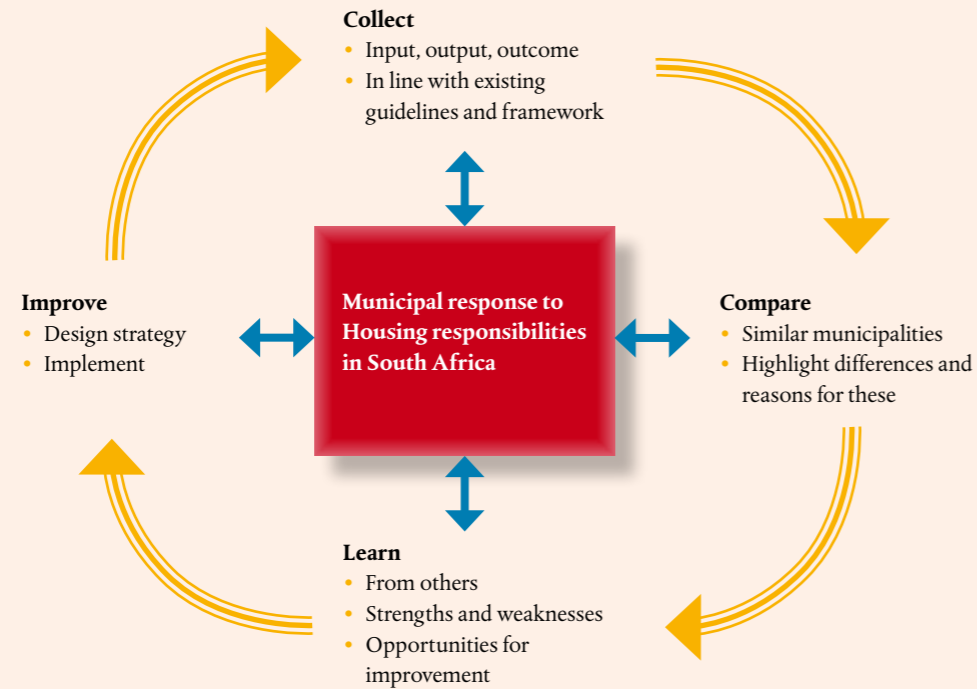 Collect
• Input, output, outcome
• In line with existing
guidelines and framework
Improve
• Design strategy
• Implement
Municipal response to
Housing responsibilities
in South Africa
Compare
• Similar municipalities
• Highlight differences and
reasons for these
Learn
• From others
• Strengths and weaknesses
• Opportunities for
improvement